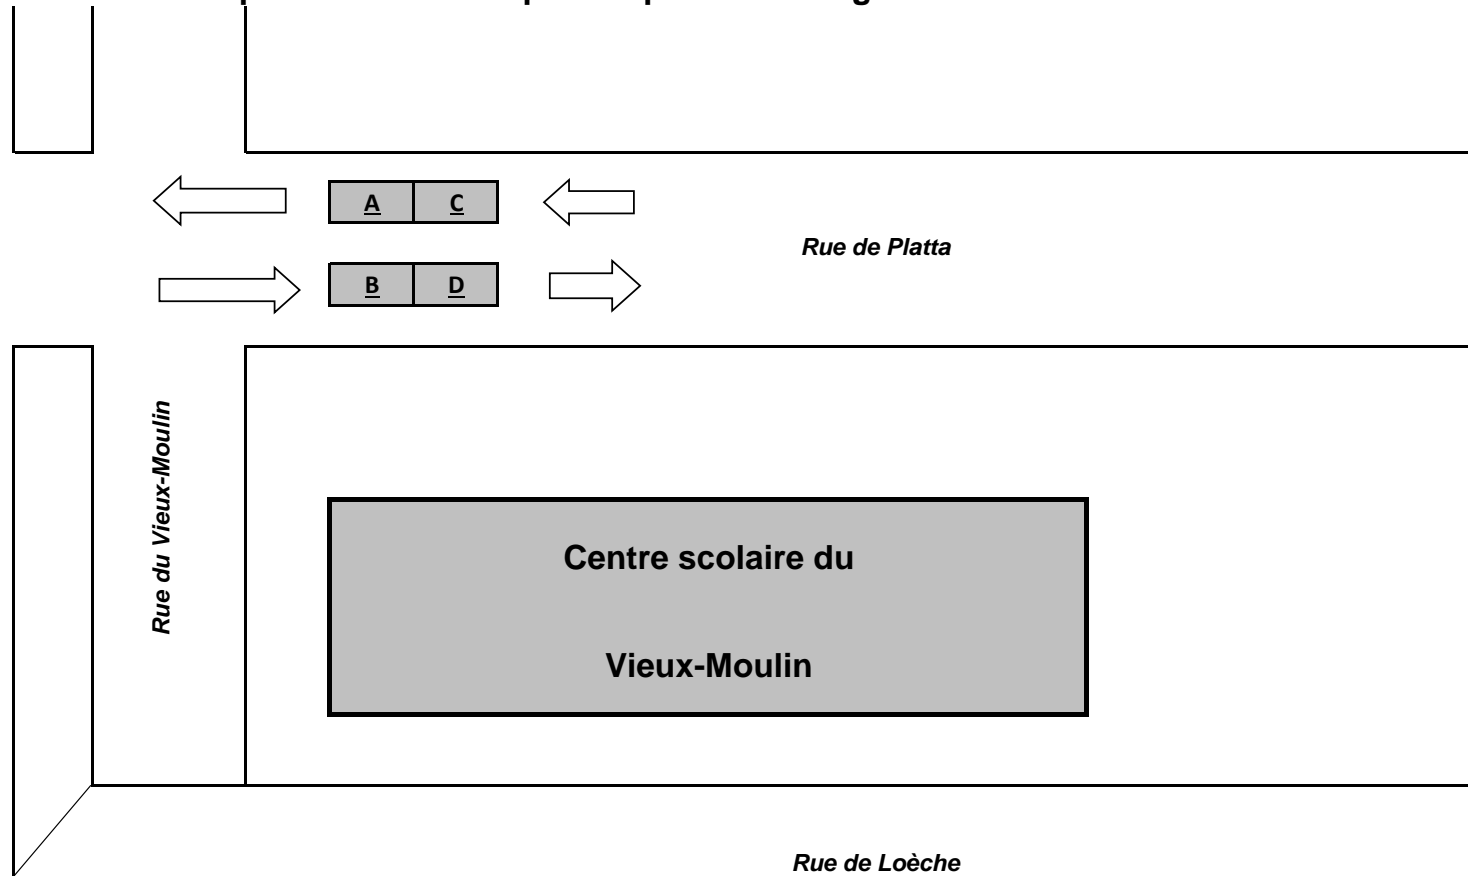 A C
Rue de Platta
B D
Rue du Vieux-Moulin
Centre scolaire du
Vieux-Moulin
Rue de Loèche